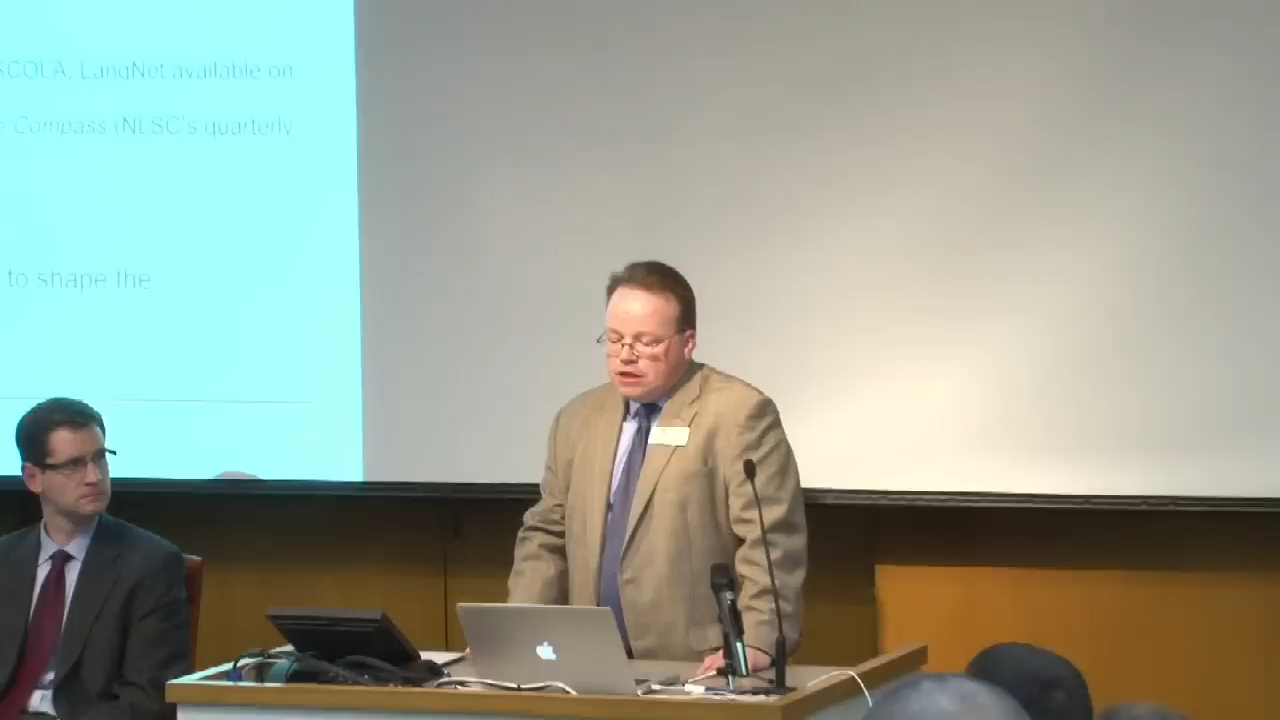 SCOLA, LangNet available on
Compass (NLSC's quarterly
to shape the